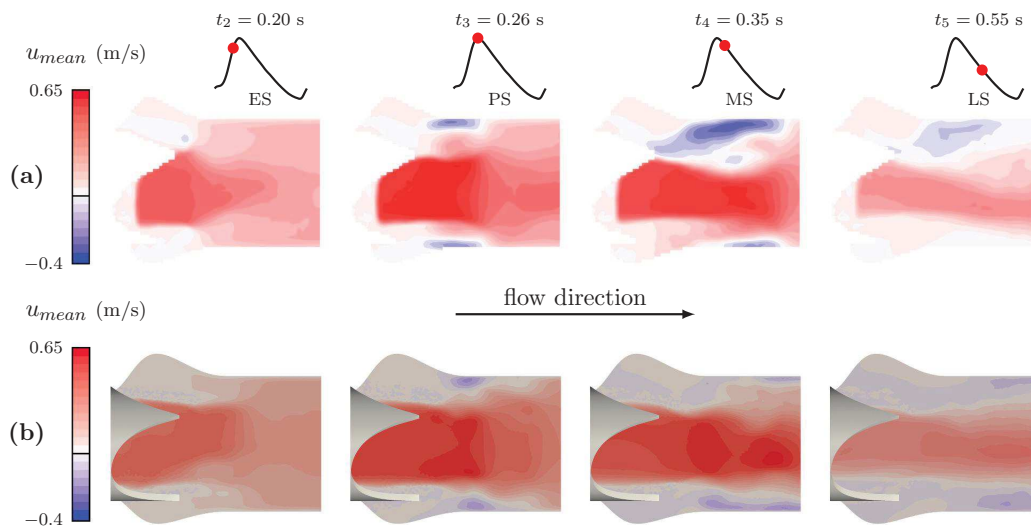 t₂ = 0.20 s
t₃ = 0.26 s
t₄ = 0.35 s
t₅ = 0.55 s
u_mean (m/s)
ES
PS
MS
LS
0.65
(a)
−0.4
flow direction
u_mean (m/s)
0.65
(b)
−0.4